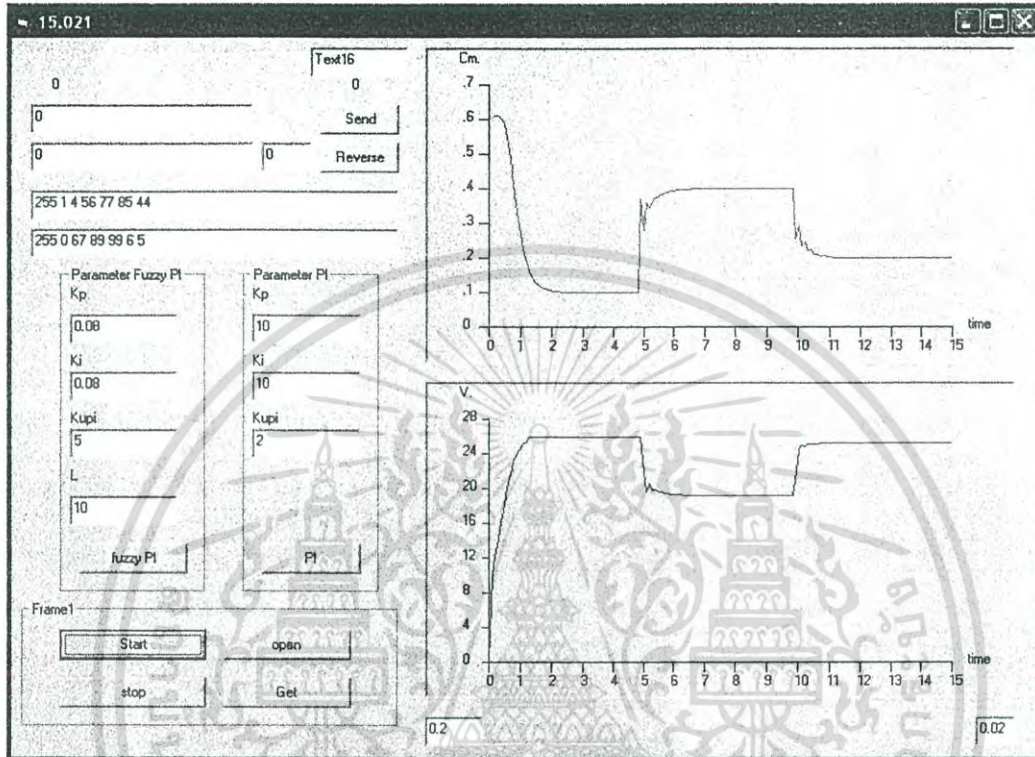 15.021
Text16
0 0
0
Send
0 0
Reverse
255 1 4 56 77 85 44
255 0 67 89 99 6 5
Parameter Fuzzy PI
Kp
0.08
Ki
0.08
Kupi
5
L
10
fuzzy PI
Parameter PI
Kp
10
Ki
10
Kupi
2
PI
Frame1
Start
open
stop
Get
Cm.
.7
.6
.5
.4
.3
.2
.1
0
time
0 1 2 3 4 5 6 7 8 9 10 11 12 13 14 15
V.
28
24
20
16
12
8
4
0
time
0 1 2 3 4 5 6 7 8 9 10 11 12 13 14 15
0.2
0.02